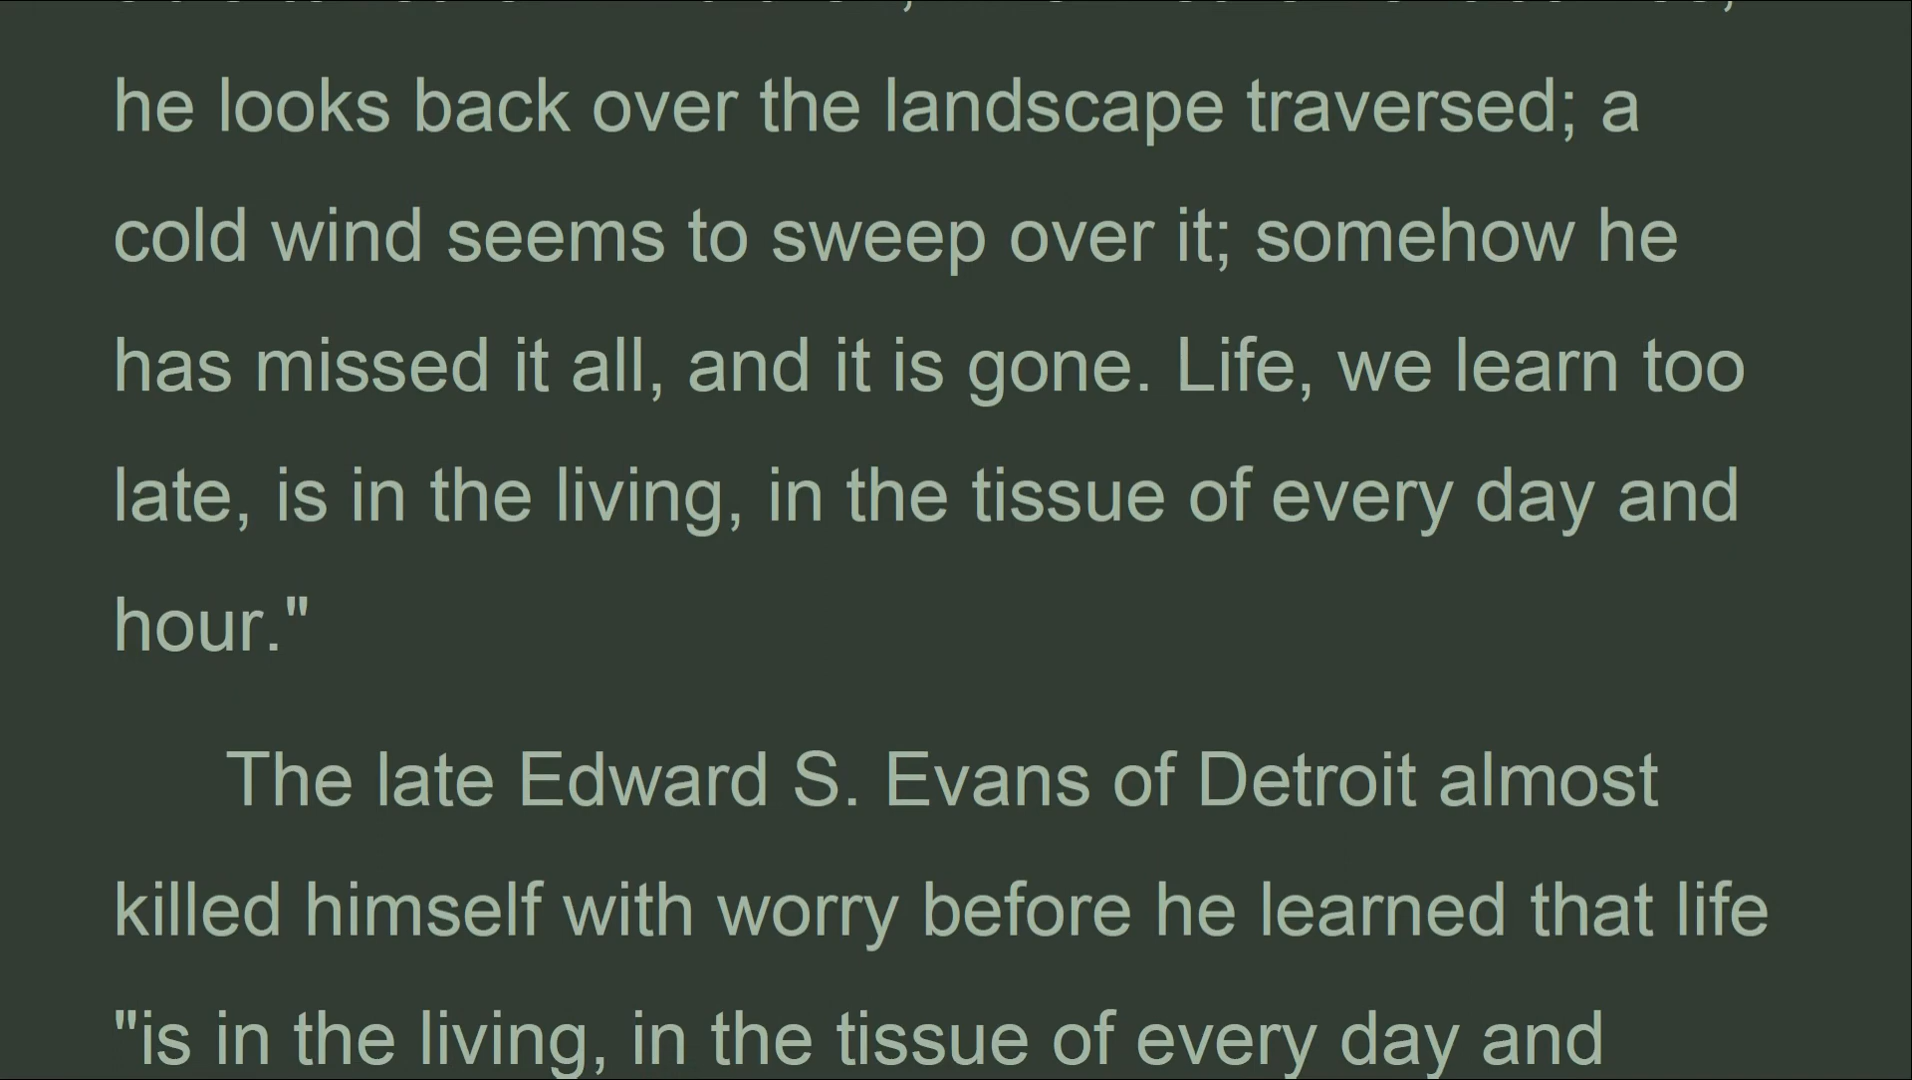 he looks back over the landscape traversed; a
cold wind seems to sweep over it; somehow he
has missed it all, and it is gone. Life, we learn too
late, is in the living, in the tissue of every day and
hour."
The late Edward S. Evans of Detroit almost
killed himself with worry before he learned that life
"is in the living, in the tissue of every day and